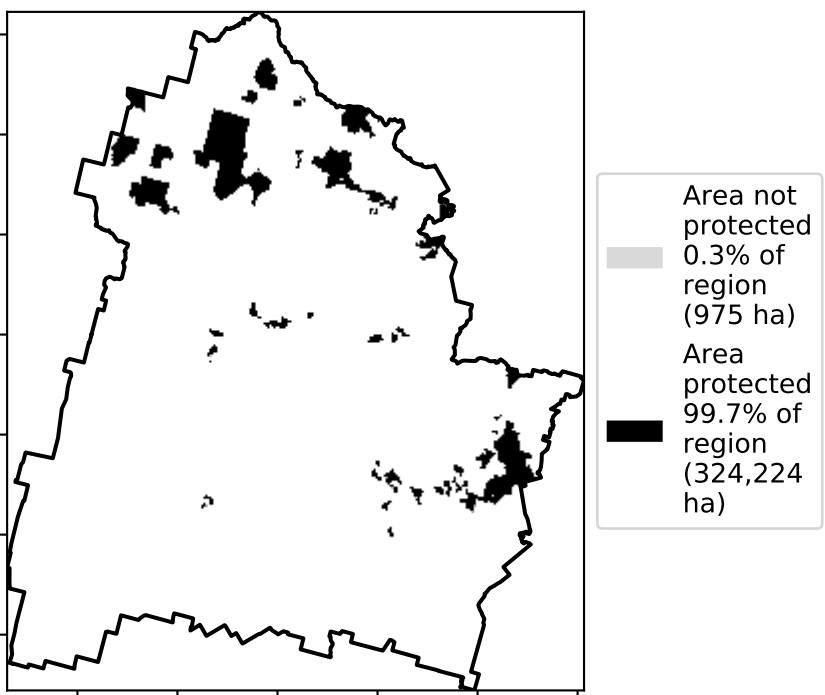 Area not
protected
0.3% of
region
(975 ha)
Area
protected
99.7% of
region
(324,224
ha)